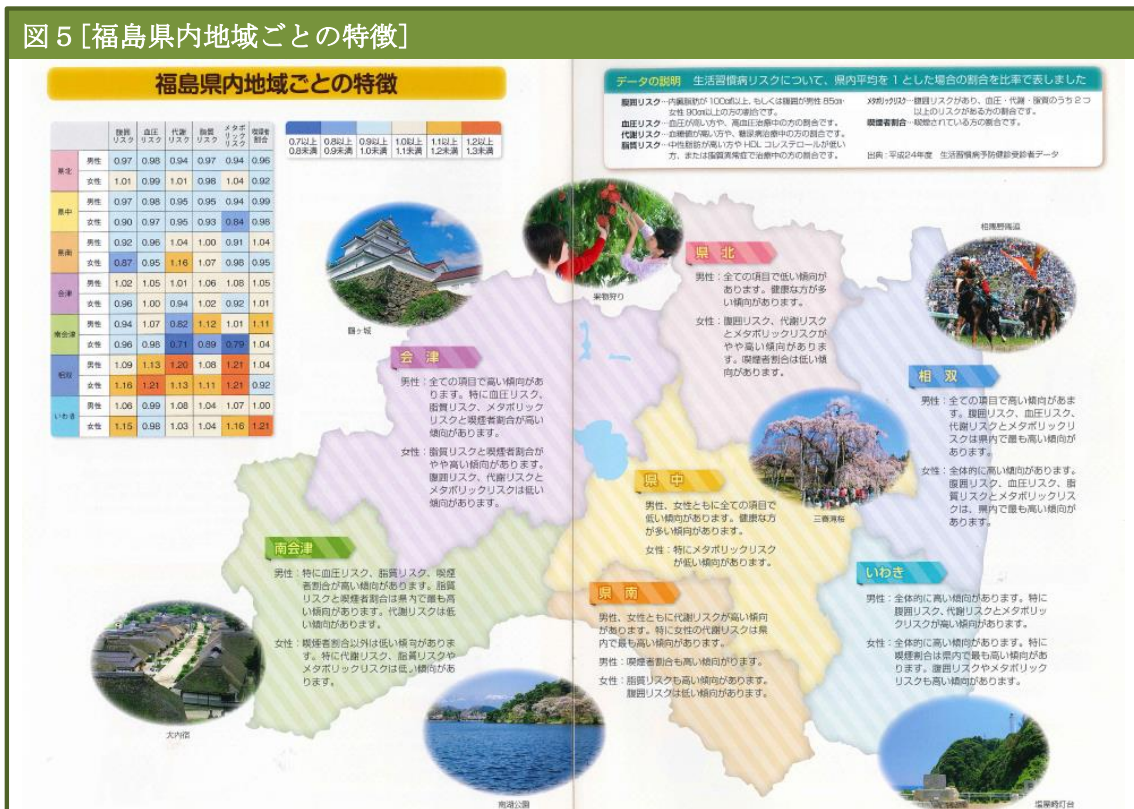 図5 [福島県内地域ごとの特徴]
福島県内地域ごとの特徴
腹囲リスク 血圧リスク 代謝リスク 脂質リスク メタボリックリスク 喫煙者割合
県北 男性 0.97 0.98 0.94 0.97 0.94 0.96
女性 1.01 0.99 1.01 0.98 1.04 0.92
県中 男性 0.97 0.98 0.95 0.95 0.94 0.99
女性 0.90 0.97 0.95 0.93 0.84 0.98
県南 男性 0.92 0.96 1.04 1.00 0.91 1.04
女性 0.87 0.95 1.16 1.07 0.98 0.95
会津 男性 1.02 1.05 1.01 1.06 1.08 1.05
女性 0.96 1.00 0.94 1.02 0.92 1.01
南会津 男性 0.94 1.07 0.82 1.12 1.01 1.11
女性 0.96 0.98 0.71 0.89 0.79 1.04
相双 男性 1.09 1.13 1.20 1.08 1.21 1.04
女性 1.16 1.21 1.13 1.11 1.21 0.92
いわき 男性 1.06 0.99 1.08 1.04 1.07 1.00
女性 1.15 0.98 1.03 1.04 1.16 1.21
0.7以上 0.8以上 0.9以上 1.0以上 1.1以上 1.2以上
0.8未満 0.9未満 1.0未満 1.1未満 1.2未満 1.3未満
データの説明 生活習慣病リスクについて、県内平均を1とした場合の割合を比率で表しました
腹囲リスク…内臓脂肪が100㎠以上、もしくは腹囲が男性85cm・
女性90cm以上の方の割合です。
血圧リスク…血圧が高い方や、高血圧治療中の方の割合です。
代謝リスク…血糖値が高い方や、糖尿病治療中の方の割合です。
脂質リスク…中性脂肪が高い方やHDLコレステロールが低い
方、または脂質異常症で治療中の方の割合です。
メタボリックリスク…腹囲リスクがあり、血圧・代謝・脂質のうち2つ
以上のリスクがある方の割合です。
喫煙者割合…喫煙されている方の割合です。
出典:平成24年度 生活習慣病予防健診受診者データ
鶴ヶ城
果物狩り
相馬野馬追
県北
男性:全ての項目で低い傾向が
あります。健康な方が多
い傾向があります。
女性:腹囲リスク、代謝リスク
とメタボリックリスクが
やや高い傾向がありま
す。喫煙者割合は低い傾
向があります。
会津
男性:全ての項目で高い傾向があ
ります。特に血圧リスク、
脂質リスク、メタボリック
リスクと喫煙者割合が高い
傾向があります。
女性:脂質リスクと喫煙者割合が
やや高い傾向があります。
腹囲リスク、代謝リスクと
メタボリックリスクは低い
傾向があります。
相双
男性:全ての項目で高い傾向があま
す。腹囲リスク、血圧リスク、
代謝リスクとメタボリックリ
スクは県内で最も高い傾向が
あります。
女性:全体的に高い傾向があります。
腹囲リスク、血圧リスク、脂
質リスクとメタボリックリス
クは、県内で最も高い傾向が
あります。
県中
男性、女性ともに全ての項目で
低い傾向があります。健康な方
が多い傾向があります。
女性:特にメタボリックリスク
が低い傾向があります。
三春滝桜
南会津
男性:特に血圧リスク、脂質リスク、喫煙
者割合が高い傾向があります。脂質
リスクと喫煙者割合は県内で最も高
い傾向があります。代謝リスクは低
い傾向があります。
女性:喫煙者割合以外は低い傾向がありま
す。特に代謝リスク、脂質リスクや
メタボリックリスクは低い傾向があ
ります。
県南
男性、女性ともに代謝リスクが高い傾向
があります。特に女性の代謝リスクは県
内で最も高い傾向があります。
男性:喫煙者割合も高い傾向がります。
女性:脂質リスクも高い傾向があります。
腹囲リスクは低い傾向があります。
いわき
男性:全体的に高い傾向があります。特に
腹囲リスク、代謝リスクとメタボリッ
クリスクが高い傾向があります。
女性:全体的に高い傾向があります。特に
喫煙割合は県内で最も高い傾向があり
ます。腹囲リスクやメタボリック
リスクも高い傾向があります。
大内宿
南湖公園
塩屋崎灯台